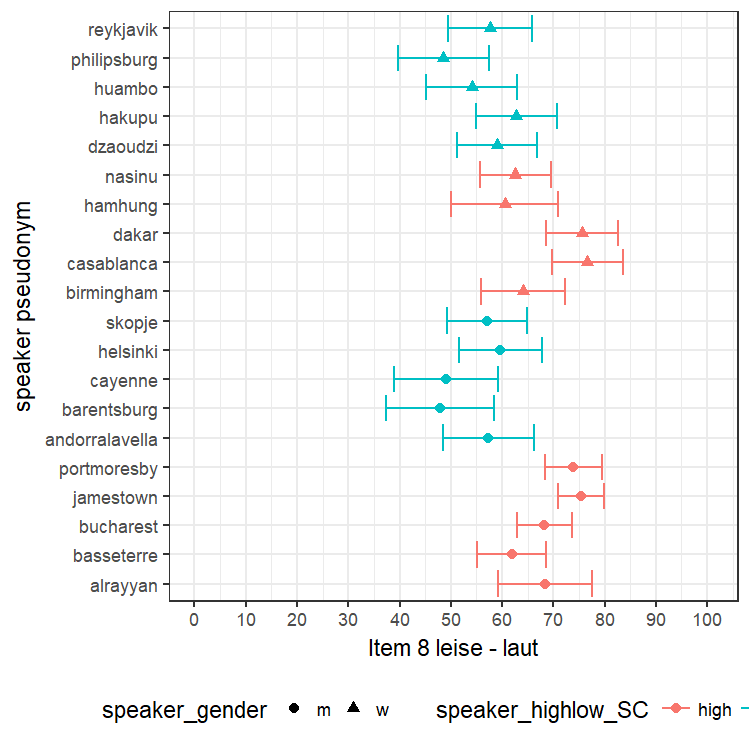 reykjavik
philipsburg
huambo
hakupu
dzaoudzi
nasinu
hamhung
dakar
casablanca
birmingham
skopje
helsinki
cayenne
barentsburg
andorralavella
portmoresby
jamestown
bucharest
basseterre
alrayyan
speaker pseudonym
0 10 20 30 40 50 60 70 80 90 100
Item 8 leise - laut
speaker_gender m w speaker_highlow_SC high